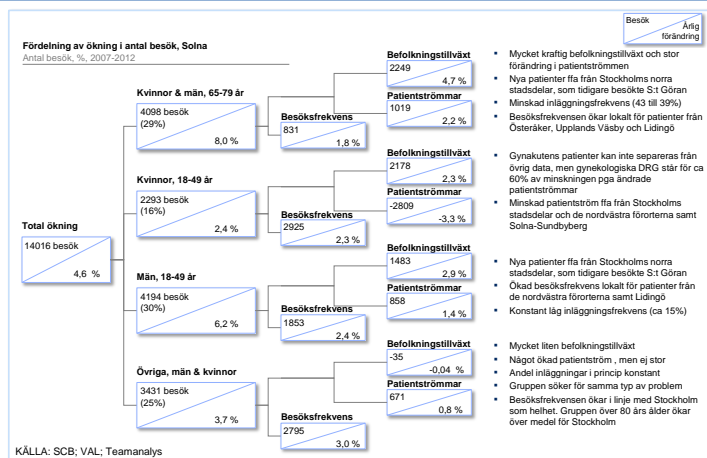 Besök
Årlig
förändring
Fördelning av ökning i antal besök, Solna
Antal besök, %, 2007-2012
Total ökning
14016 besök
4,6 %
Kvinnor & män, 65-79 år
4098 besök
(29%)
8,0 %
Befolkningstillväxt
2249
4,7 %
Patientströmmar
1019
2,2 %
Besöksfrekvens
831
1,8 %
Mycket kraftig befolkningstillväxt och stor
förändring i patientströmmen
Nya patienter ffa från Stockholms norra
stadsdelar, som tidigare besökte S:t Göran
Minskad inläggningsfrekvens (43 till 39%)
Besöksfrekvensen ökar lokalt för patienter från
Österåker, Upplands Väsby och Lidingö
Kvinnor, 18-49 år
2293 besök
(16%)
2,4 %
Befolkningstillväxt
2178
2,3 %
Patientströmmar
-2809
-3,3 %
Besöksfrekvens
2925
2,3 %
Gynakutens patienter kan inte separeras från
övrig data, men gynekologiska DRG står för ca
60% av minskningen pga ändrade
patientströmmar
Minskad patientström ffa från Stockholms
stadsdelar och de nordvästra förorterna samt
Solna-Sundbyberg
Män, 18-49 år
4194 besök
(30%)
6,2 %
Befolkningstillväxt
1483
2,9 %
Patientströmmar
858
1,4 %
Besöksfrekvens
1853
2,4 %
Nya patienter ffa från Stockholms norra
stadsdelar, som tidigare besökte S:t Göran
Ökad besöksfrekvens lokalt för patienter från
de nordvästra förorterna samt Lidingö
Konstant låg inläggningsfrekvens (ca 15%)
Övriga, män & kvinnor
3431 besök
(25%)
3,7 %
Befolkningstillväxt
-35
-0,04 %
Patientströmmar
671
0,8 %
Besöksfrekvens
2795
3,0 %
Mycket liten befolkningstillväxt
Något ökad patientström , men ej stor
Andel inläggningar i princip konstant
Gruppen söker för samma typ av problem
Besöksfrekvensen ökar i linje med Stockholm
som helhet. Gruppen över 80 års ålder ökar
över medel för Stockholm
KÄLLA: SCB; VAL; Teamanalys